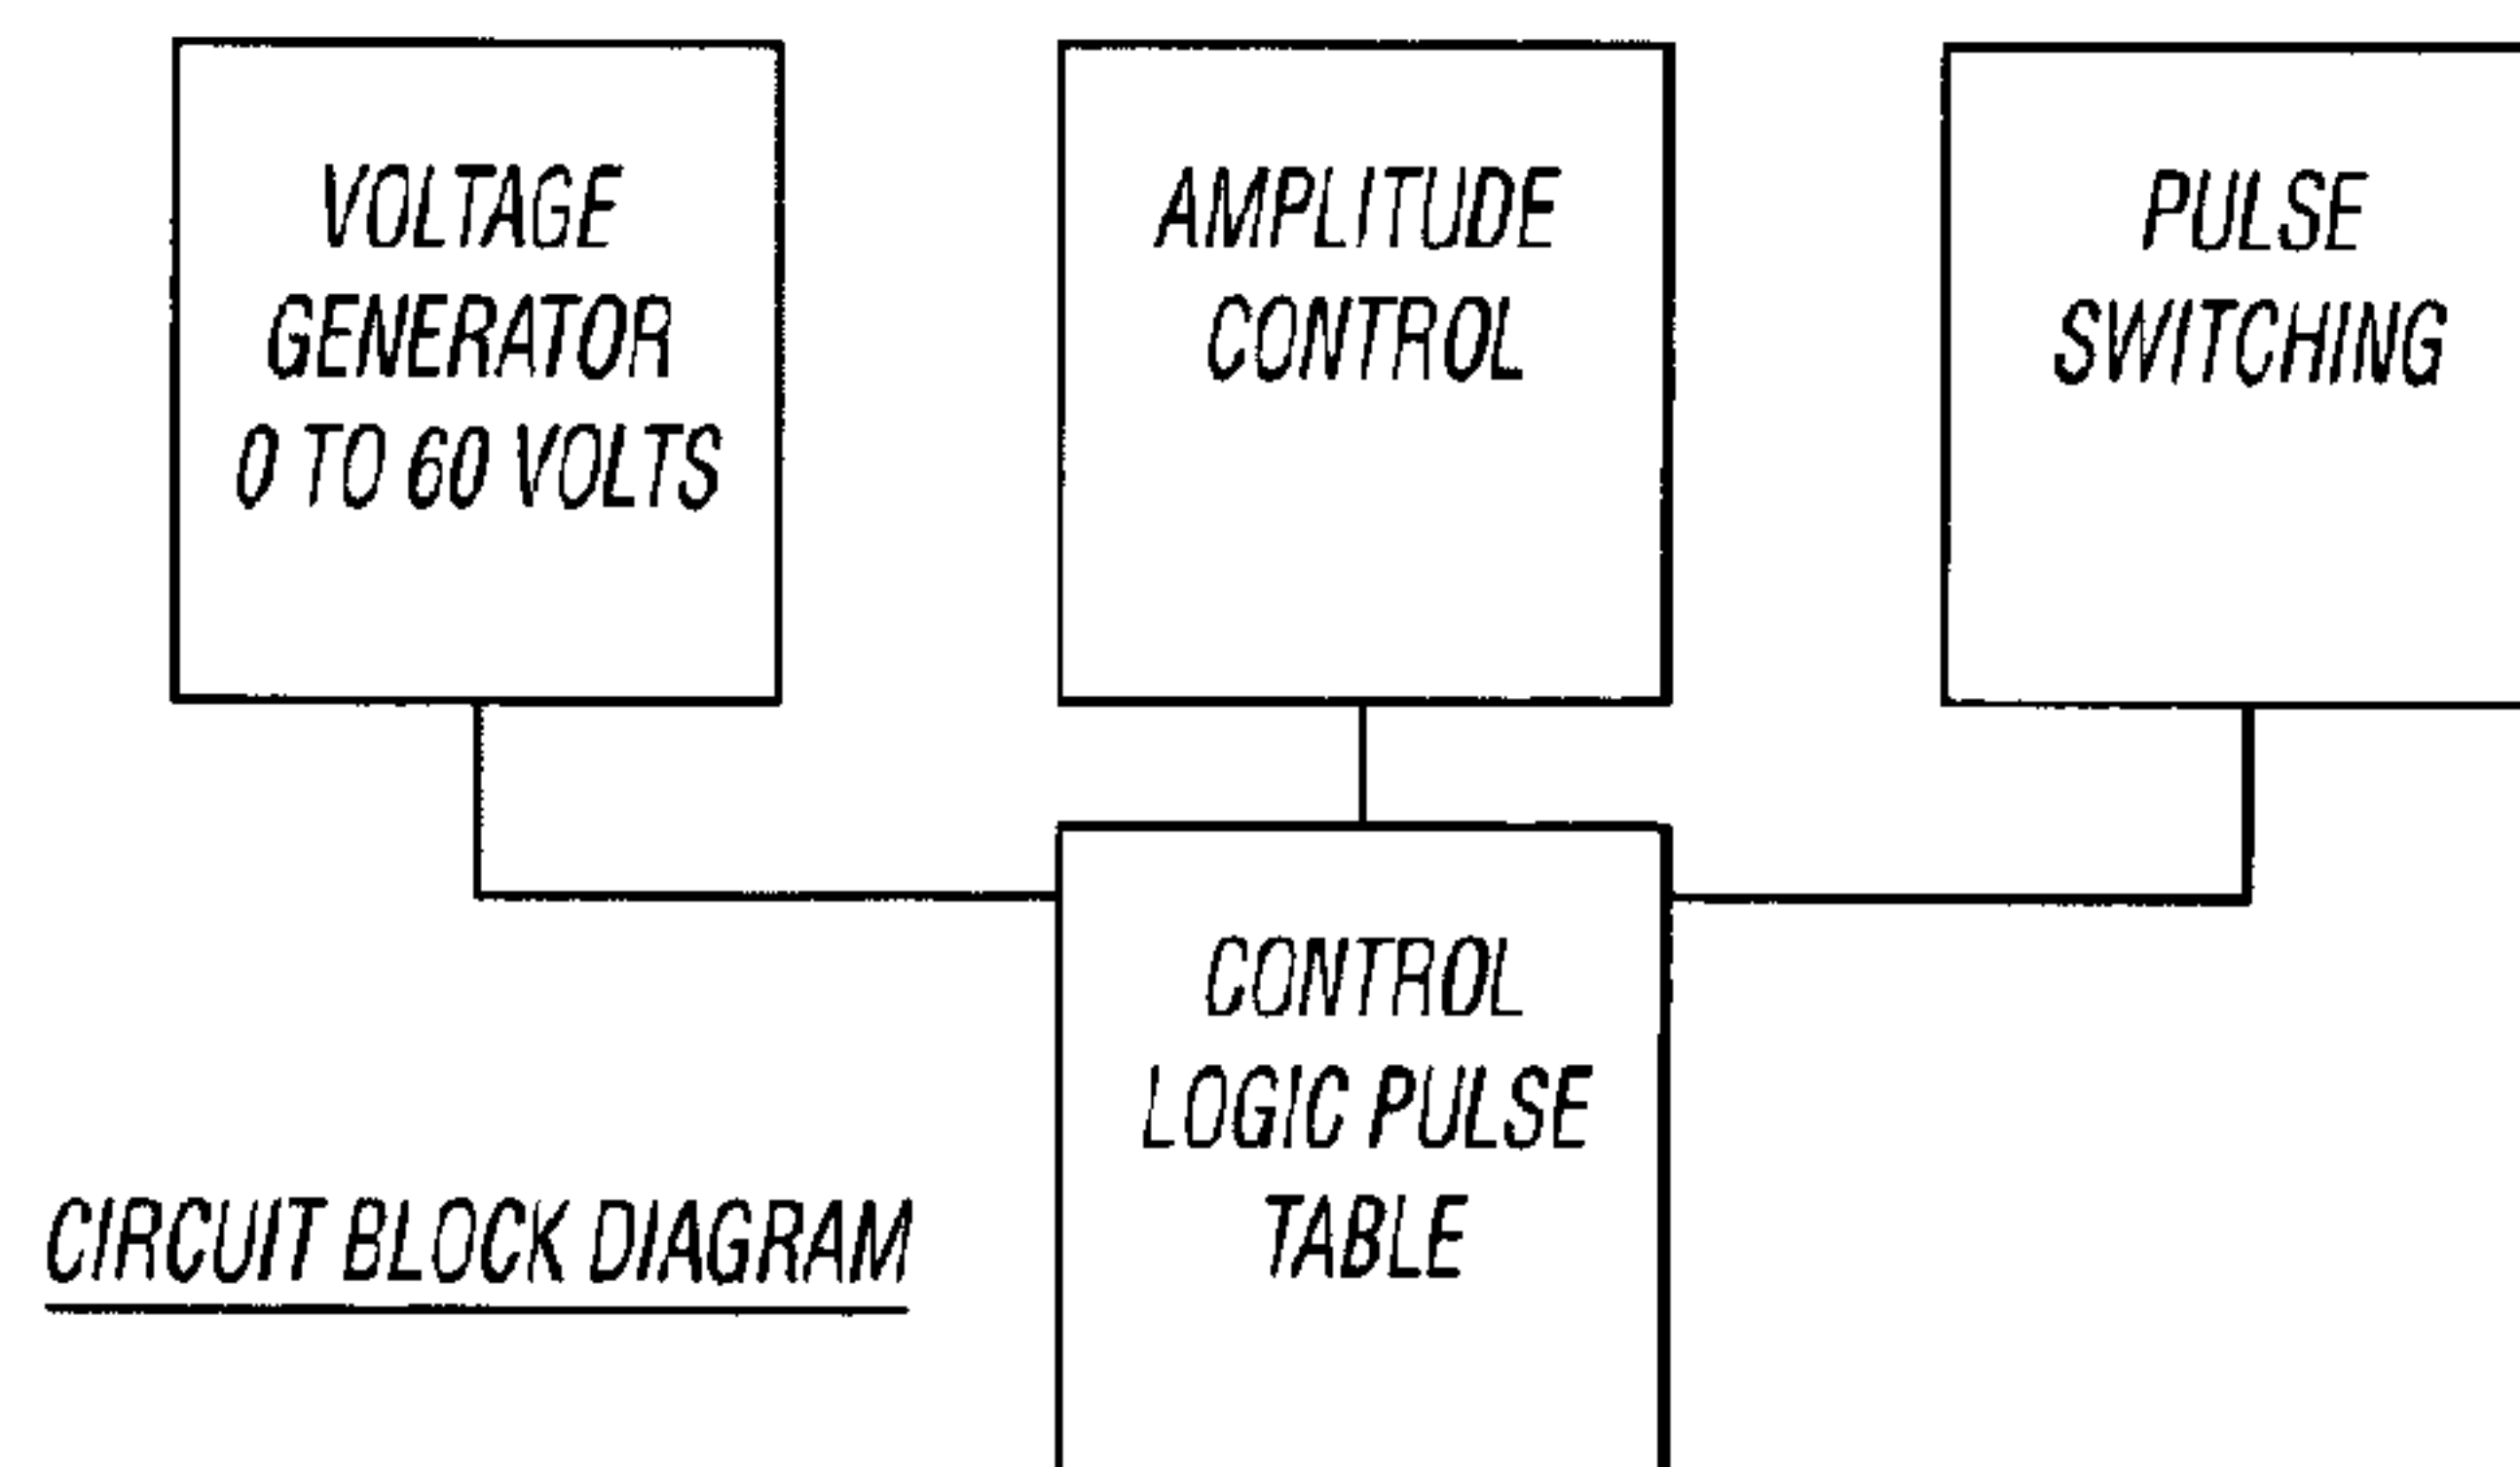 VOLTAGE
GENERATOR
0 TO 60 VOLTS
AMPLITUDE
CONTROL
PULSE
SWITCHING
CONTROL
LOGIC PULSE
TABLE
CIRCUIT BLOCK DIAGRAM